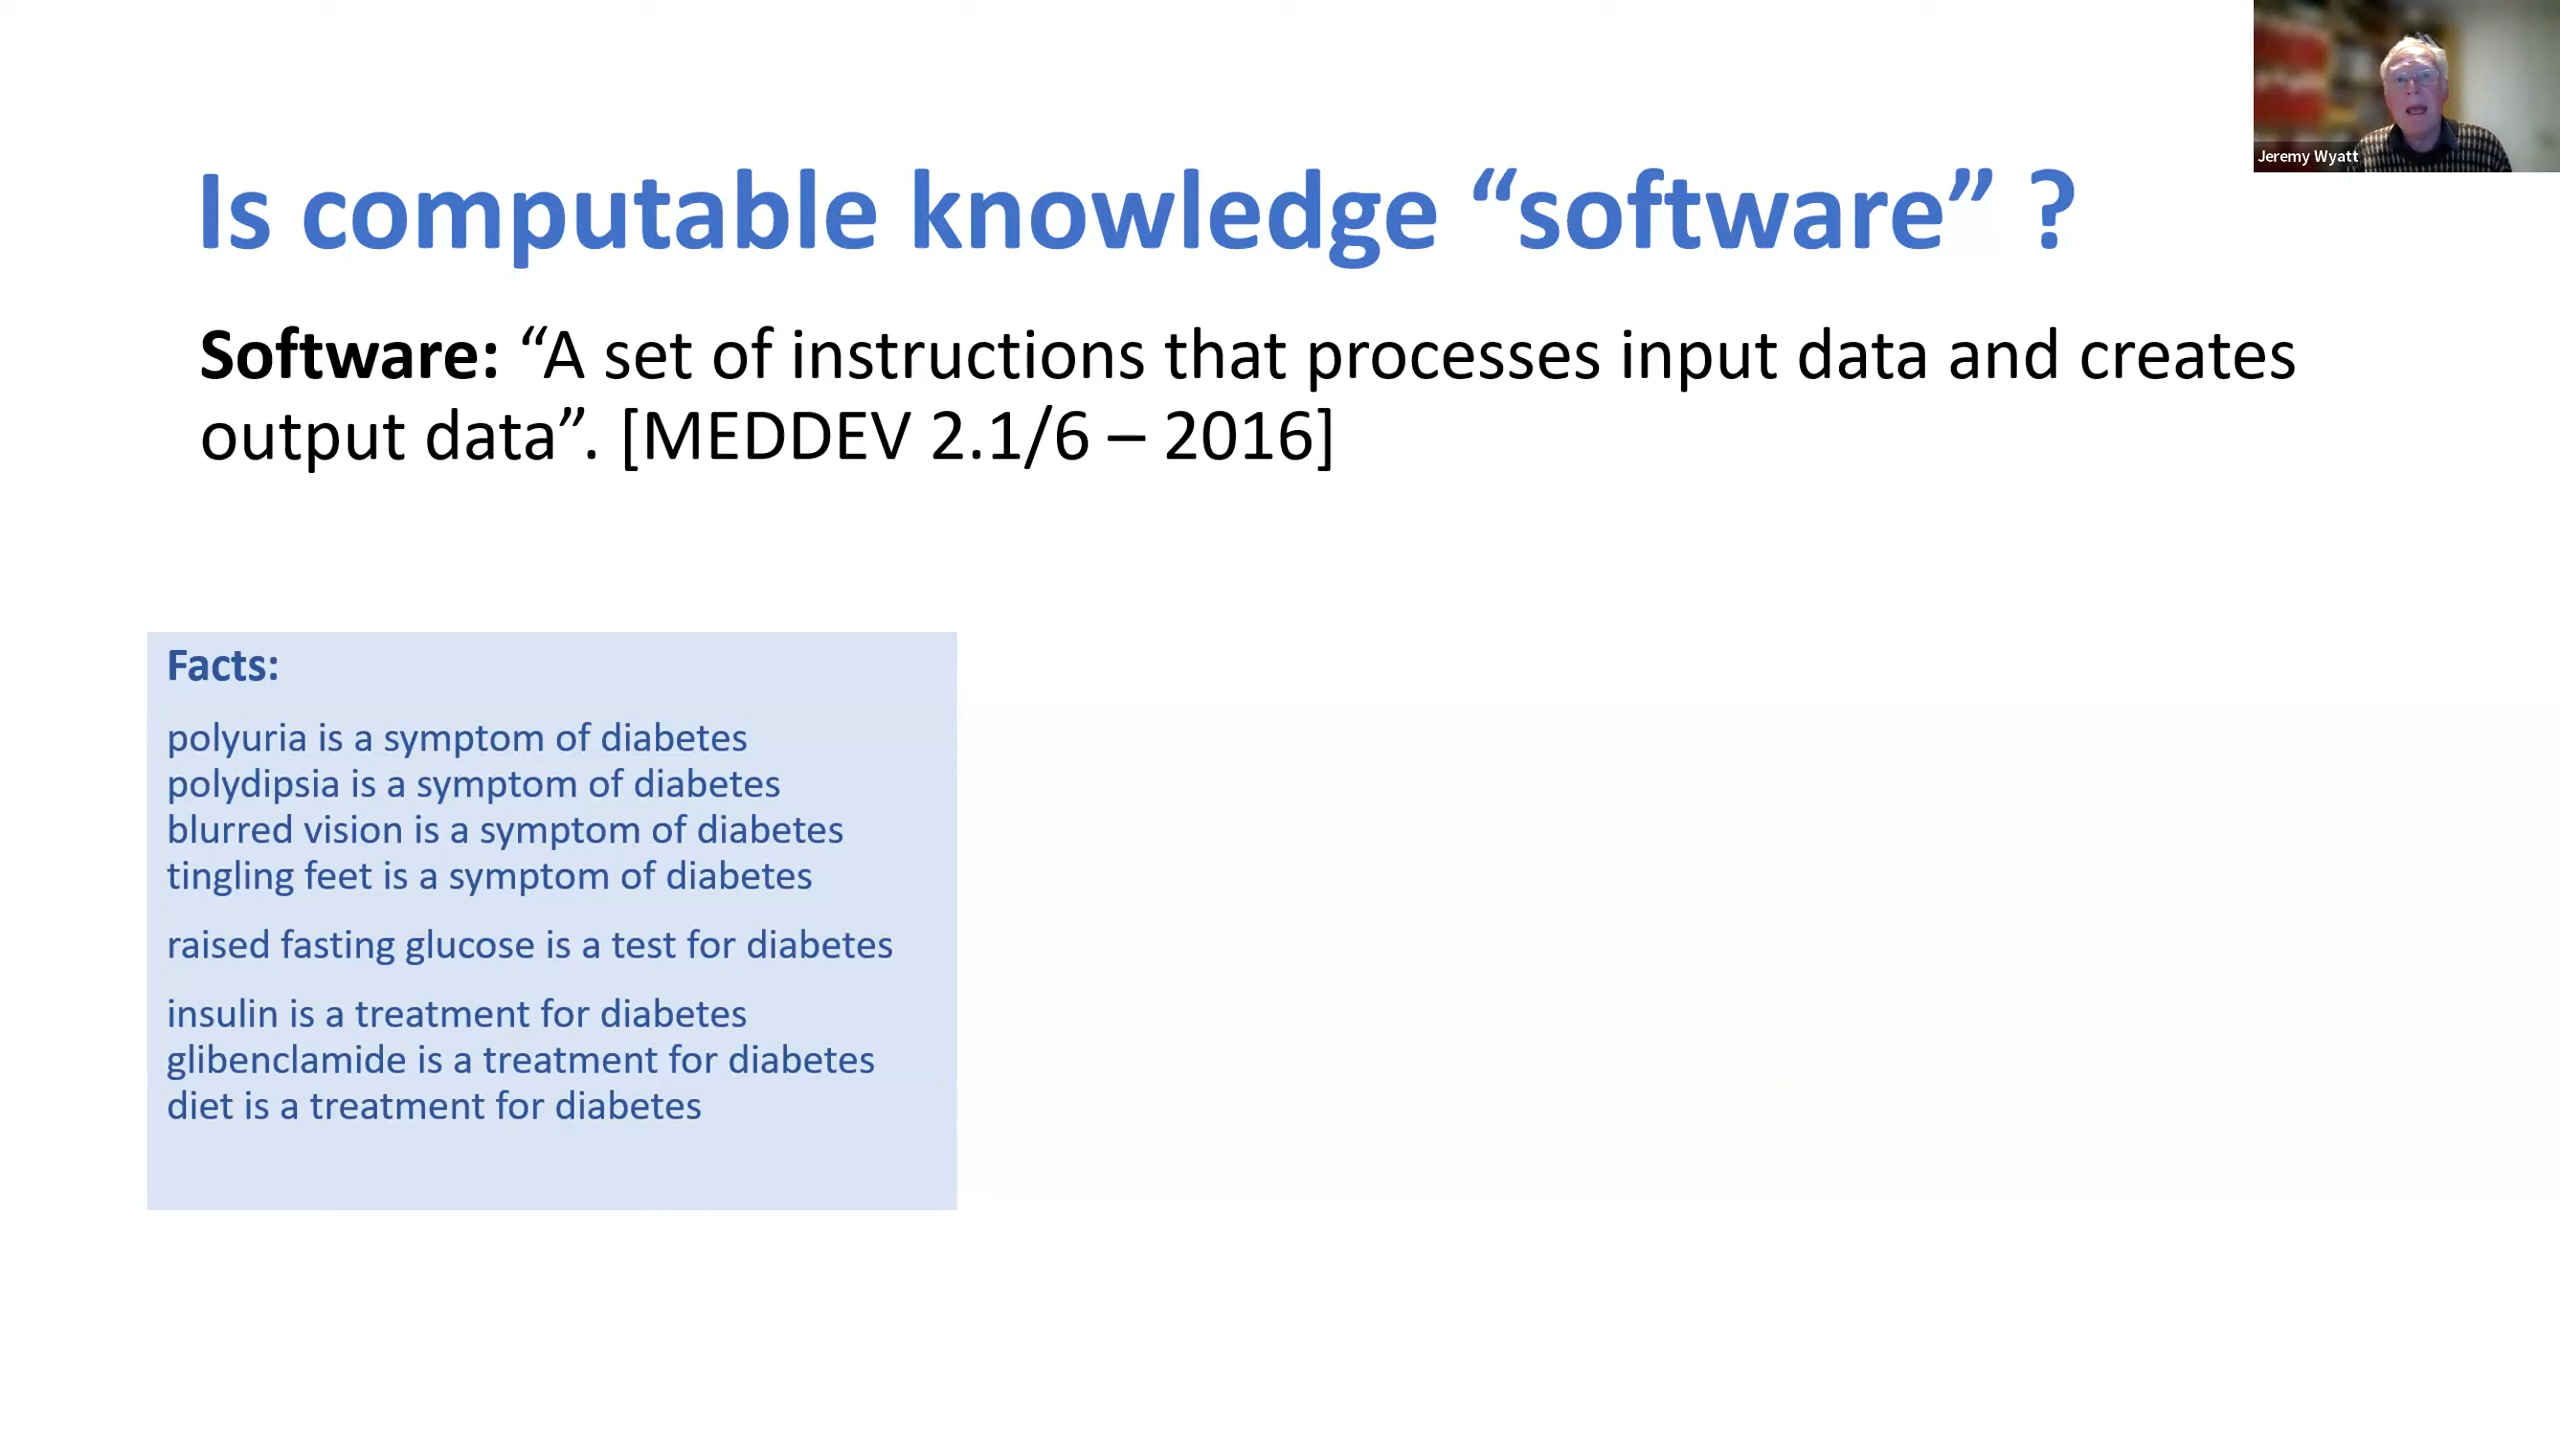 Jeremy Wyatt
Is computable knowledge “software” ?
Software: “A set of instructions that processes input data and creates
output data”. [MEDDEV 2.1/6 – 2016]
Facts:
polyuria is a symptom of diabetes
polydipsia is a symptom of diabetes
blurred vision is a symptom of diabetes
tingling feet is a symptom of diabetes
raised fasting glucose is a test for diabetes
insulin is a treatment for diabetes
glibenclamide is a treatment for diabetes
diet is a treatment for diabetes